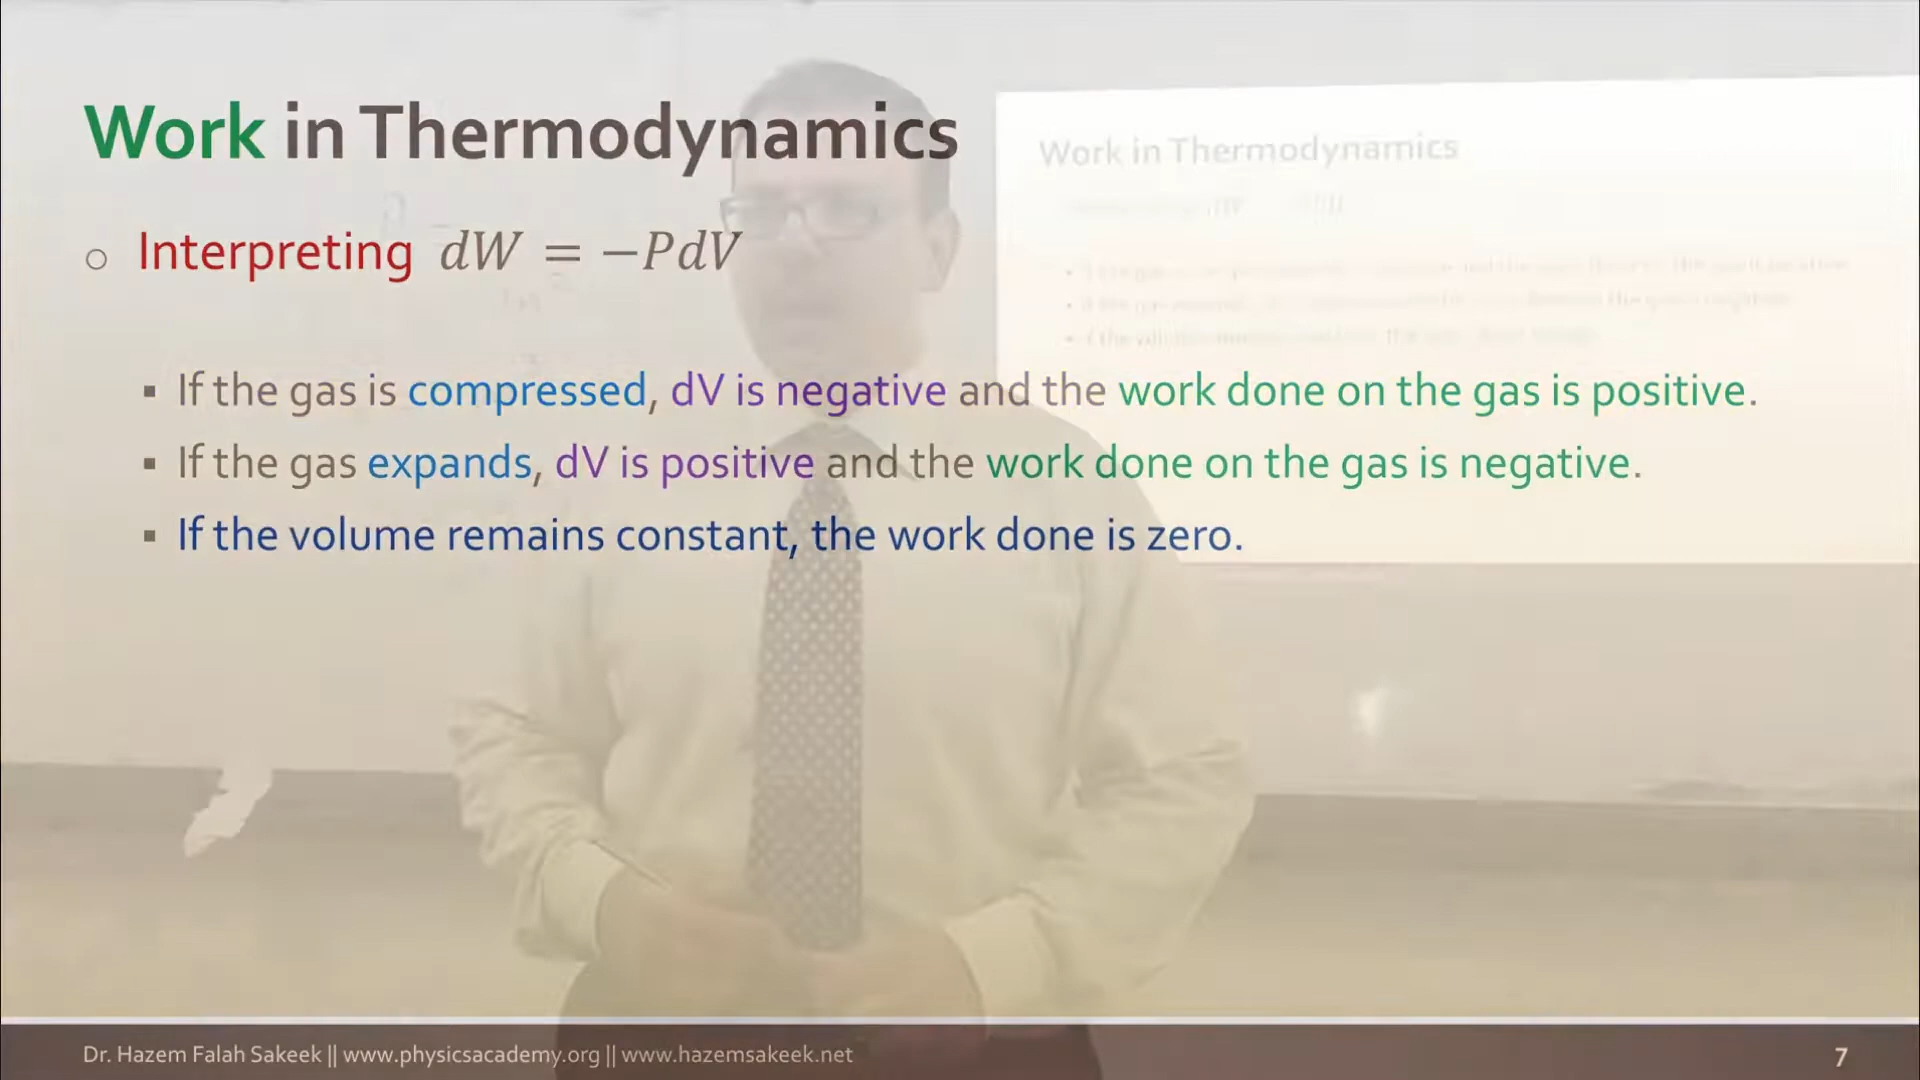 Work in Thermodynamics
Work in Thermodynamics
○ Interpreting dW = −PdV
▪ If the gas is compressed, dV is negative and the work done on the gas is positive.
▪ If the gas expands, dV is positive and the work done on the gas is negative.
▪ If the volume remains constant, the work done is zero.
Dr. Hazem Falah Sakeek || www.physicsacademy.org || www.hazemsakeek.net
7